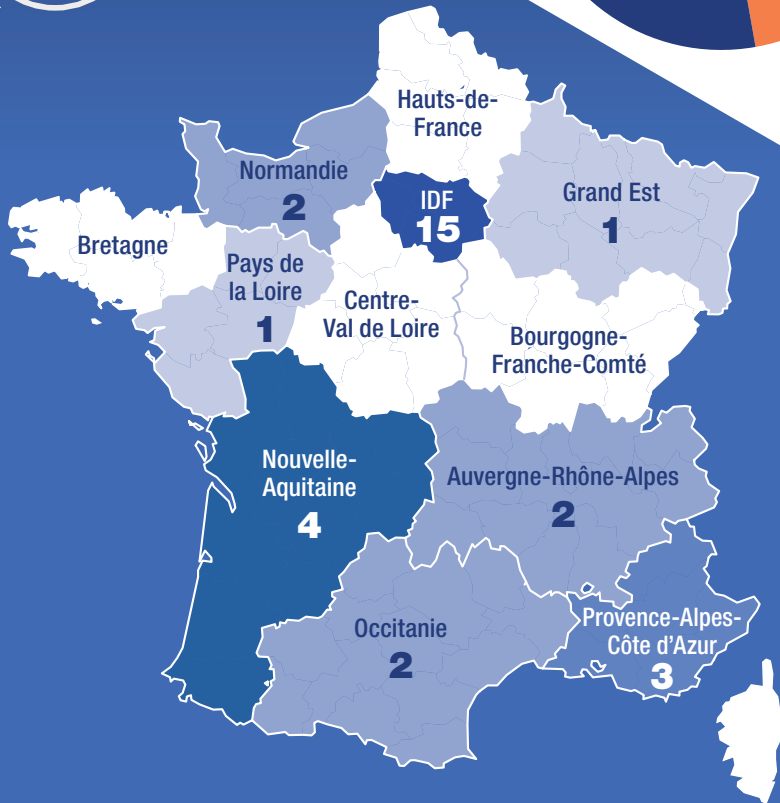 Hauts-de-
France
Normandie
2
IDF
15
Grand Est
1
Bretagne
Pays de
la Loire
1
Centre-
Val de Loire
Bourgogne-
Franche-Comté
Nouvelle-
Aquitaine
4
Auvergne-Rhône-Alpes
2
Occitanie
2
Provence-Alpes-
Côte d'Azur
3